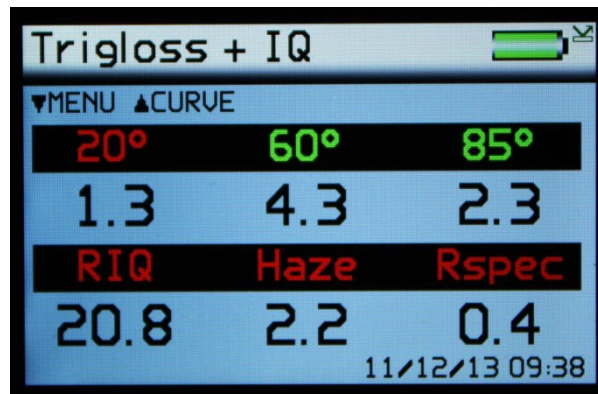 Trigloss + IQ
▼MENU ▲CURVE
20° 60° 85°
1.3 4.3 2.3
RIQ Haze Rspec
20.8 2.2 0.4
11/12/13 09:38